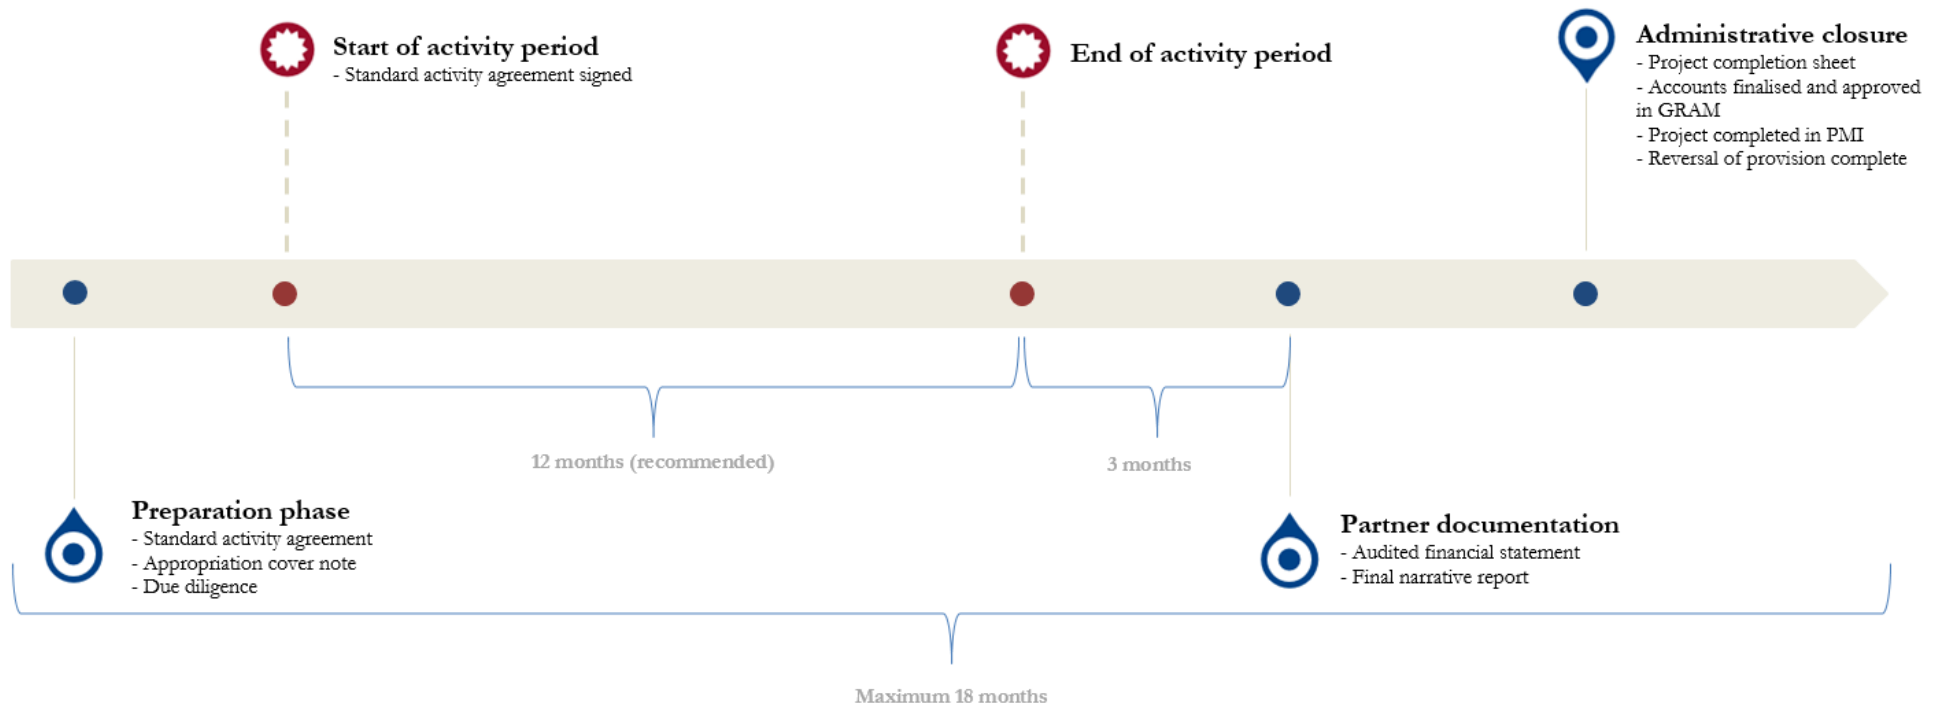 Start of activity period
- Standard activity agreement signed
End of activity period
Administrative closure
- Project completion sheet
- Accounts finalised and approved
in GRAM
- Project completed in PMI
- Reversal of provision complete
12 months (recommended)
3 months
Preparation phase
- Standard activity agreement
- Appropriation cover note
- Due diligence
Partner documentation
- Audited financial statement
- Final narrative report
Maximum 18 months